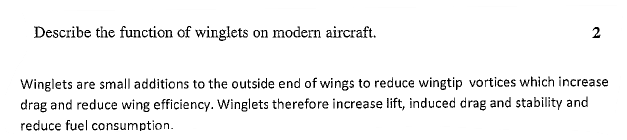 Describe the function of winglets on modern aircraft. 2
Winglets are small additions to the outside end of wings to reduce wingtip vortices which increase
drag and reduce wing efficiency. Winglets therefore increase lift, induced drag and stability and
reduce fuel consumption.